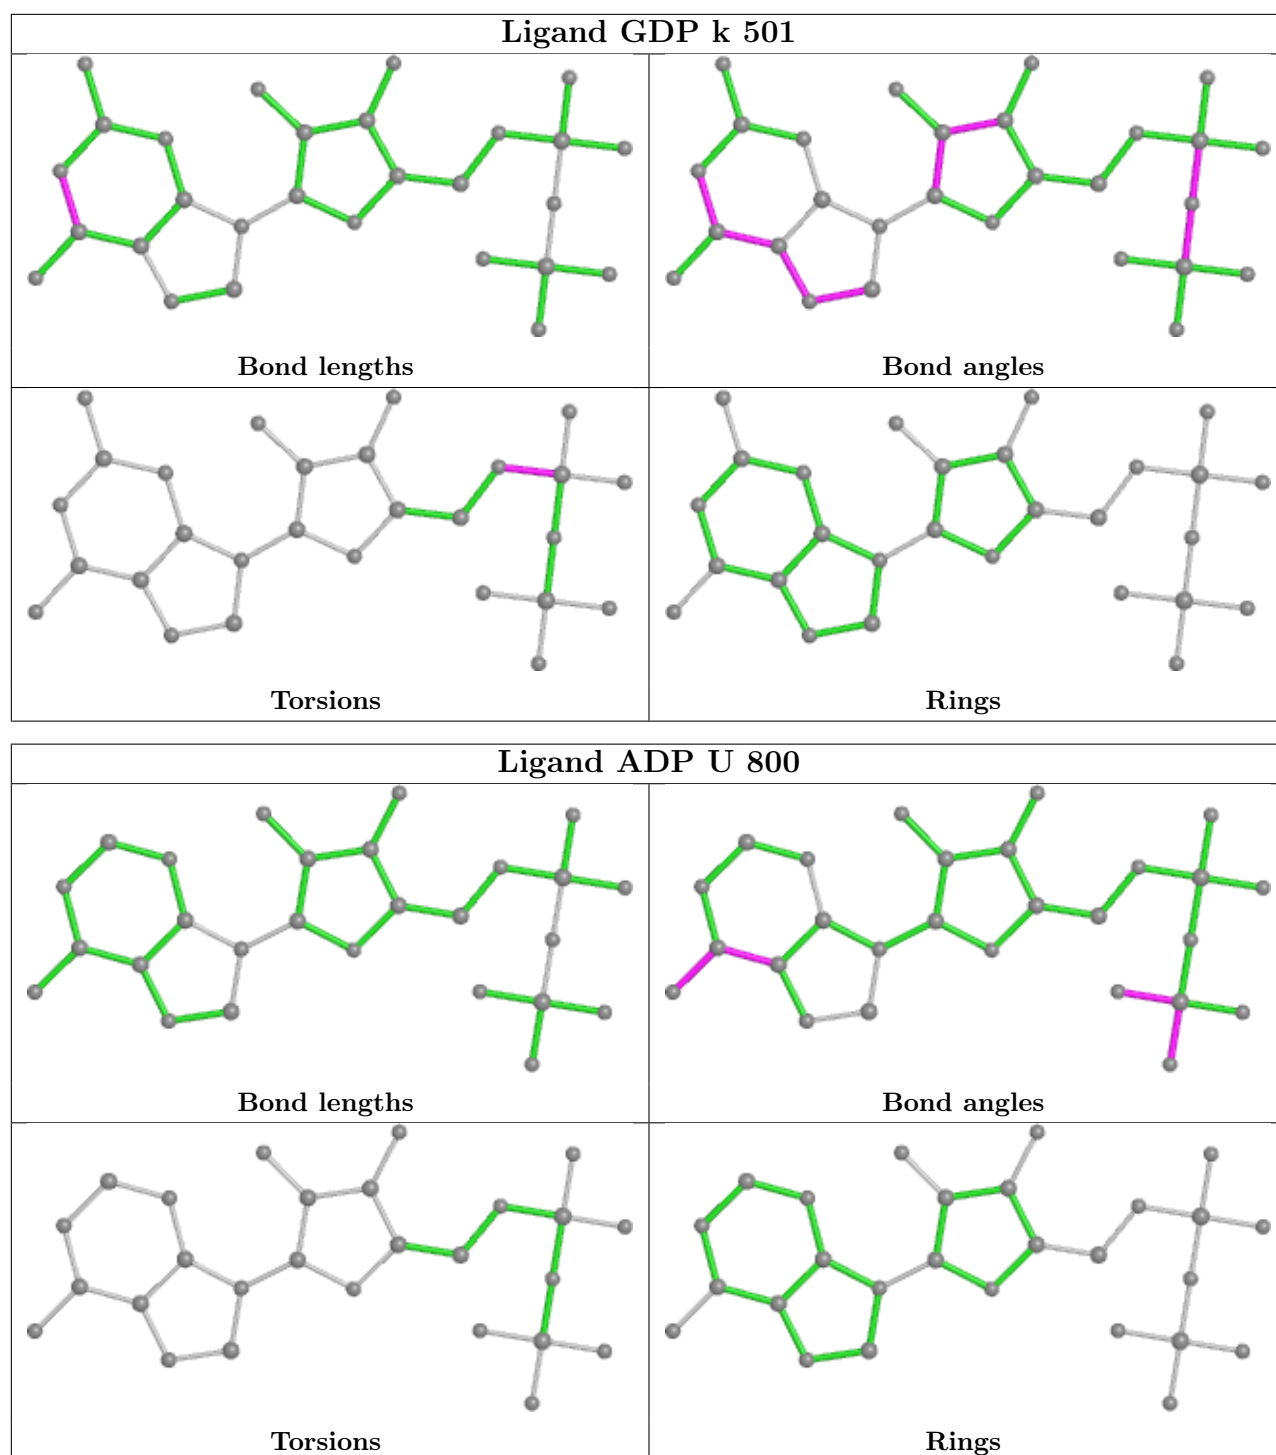 Ligand GDP k 501
Bond lengths
Bond angles
Torsions
Rings
Ligand ADP U 800
Bond lengths
Bond angles
Torsions
Rings